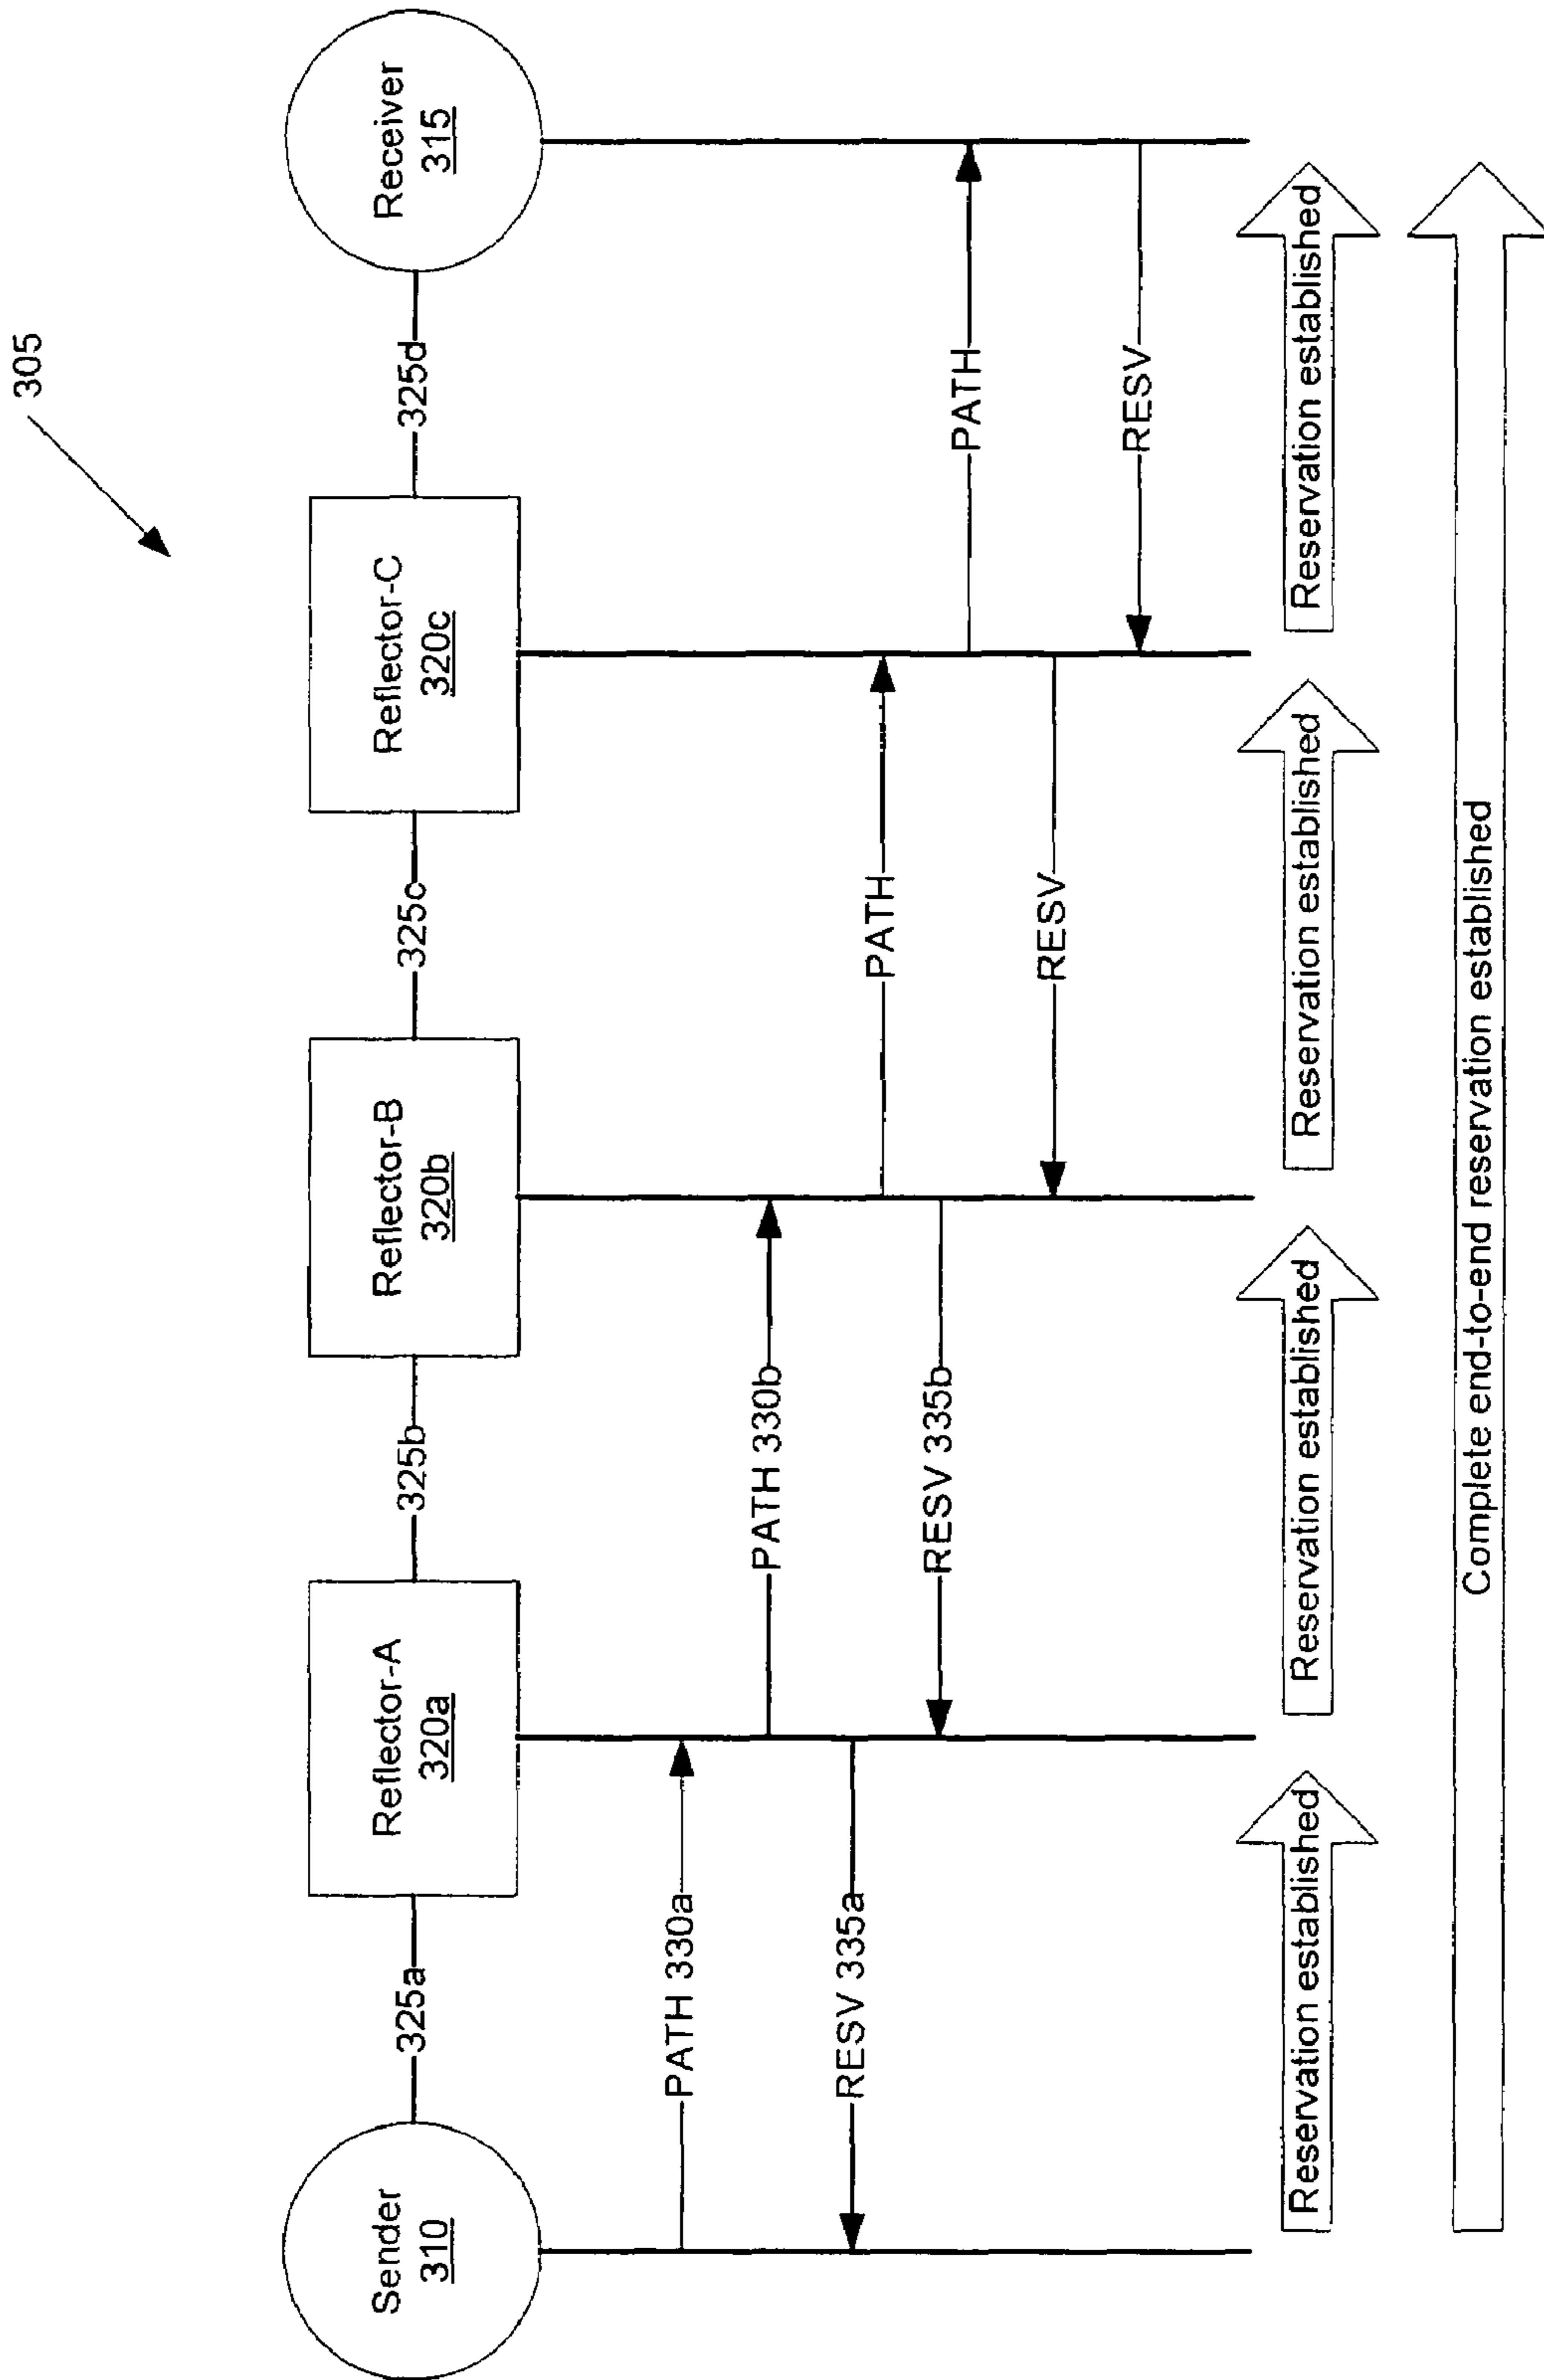 305
Sender
310
325a
Reflector-A
320a
325b
Reflector-B
320b
325c
Reflector-C
320c
325d
Receiver
315
PATH 330a
PATH 330b
RESV 335a
PATH
RESV 335b
PATH
RESV
RESV
Reservation established
Reservation established
Reservation established
Reservation established
Complete end-to-end reservation established